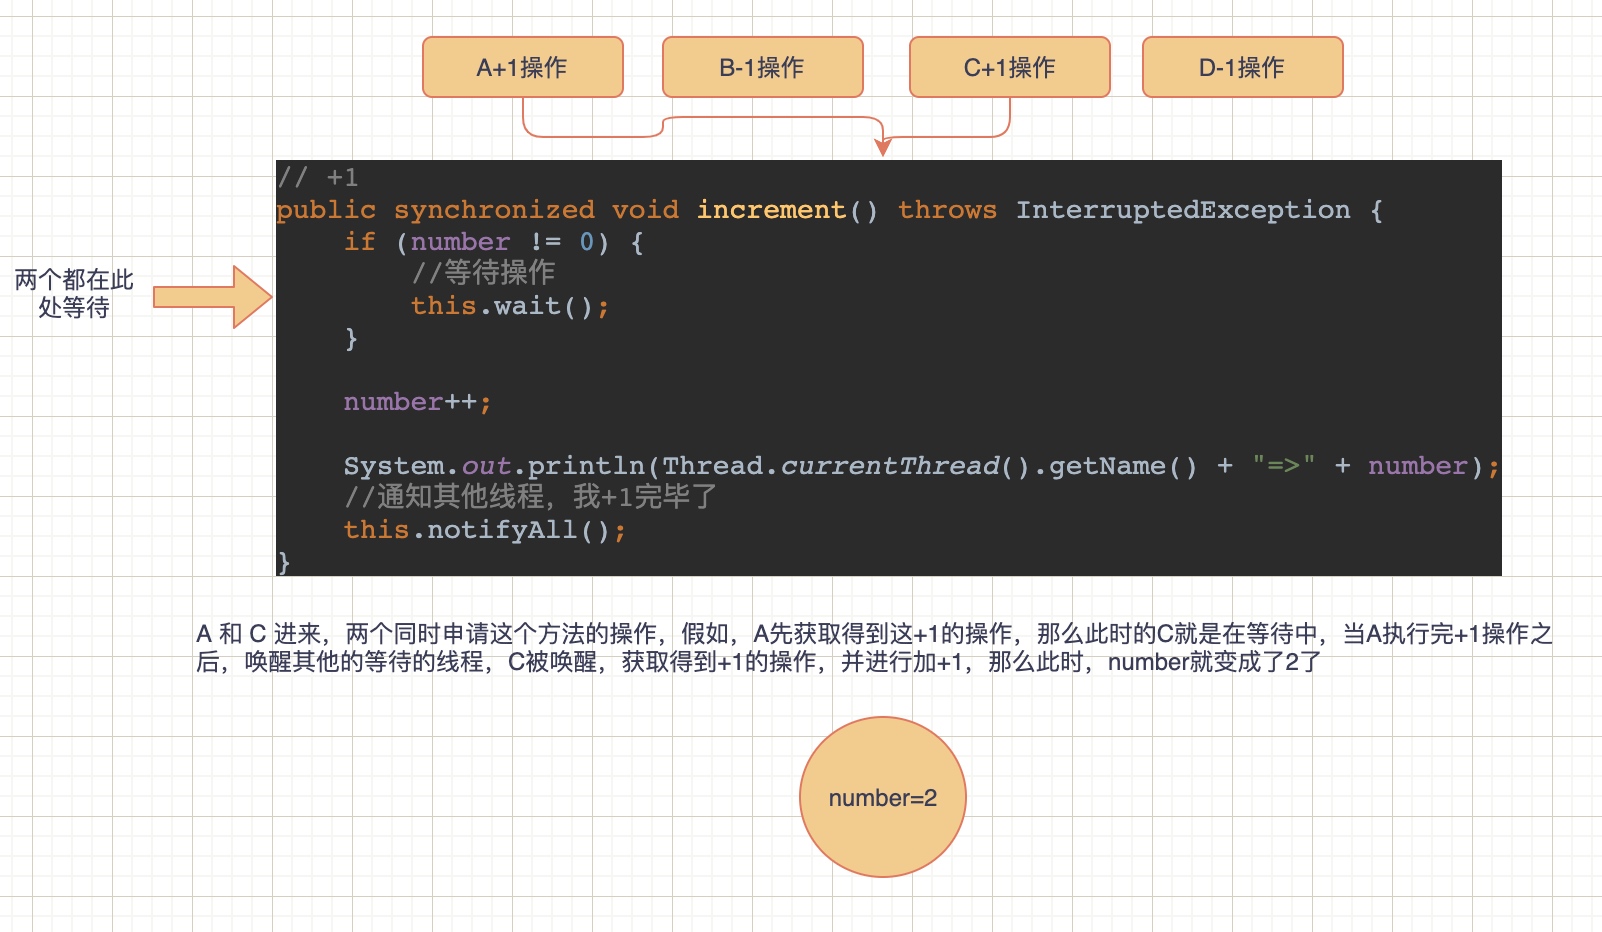 A+1操作
B-1操作
C+1操作
D-1操作
// +1
public synchronized void increment() throws InterruptedException {
if (number != 0) {
//等待操作
this.wait();
}
number++;
System.out.println(Thread.currentThread().getName() + "=>" + number);
//通知其他线程，我+1完毕了
this.notifyAll();
}
两个都在此
处等待
A 和 C 进来，两个同时申请这个方法的操作，假如，A先获取得到这+1的操作，那么此时的C就是在等待中，当A执行完+1操作之
后，唤醒其他的等待的线程，C被唤醒，获取得到+1的操作，并进行加+1，那么此时，number就变成了2了
number=2